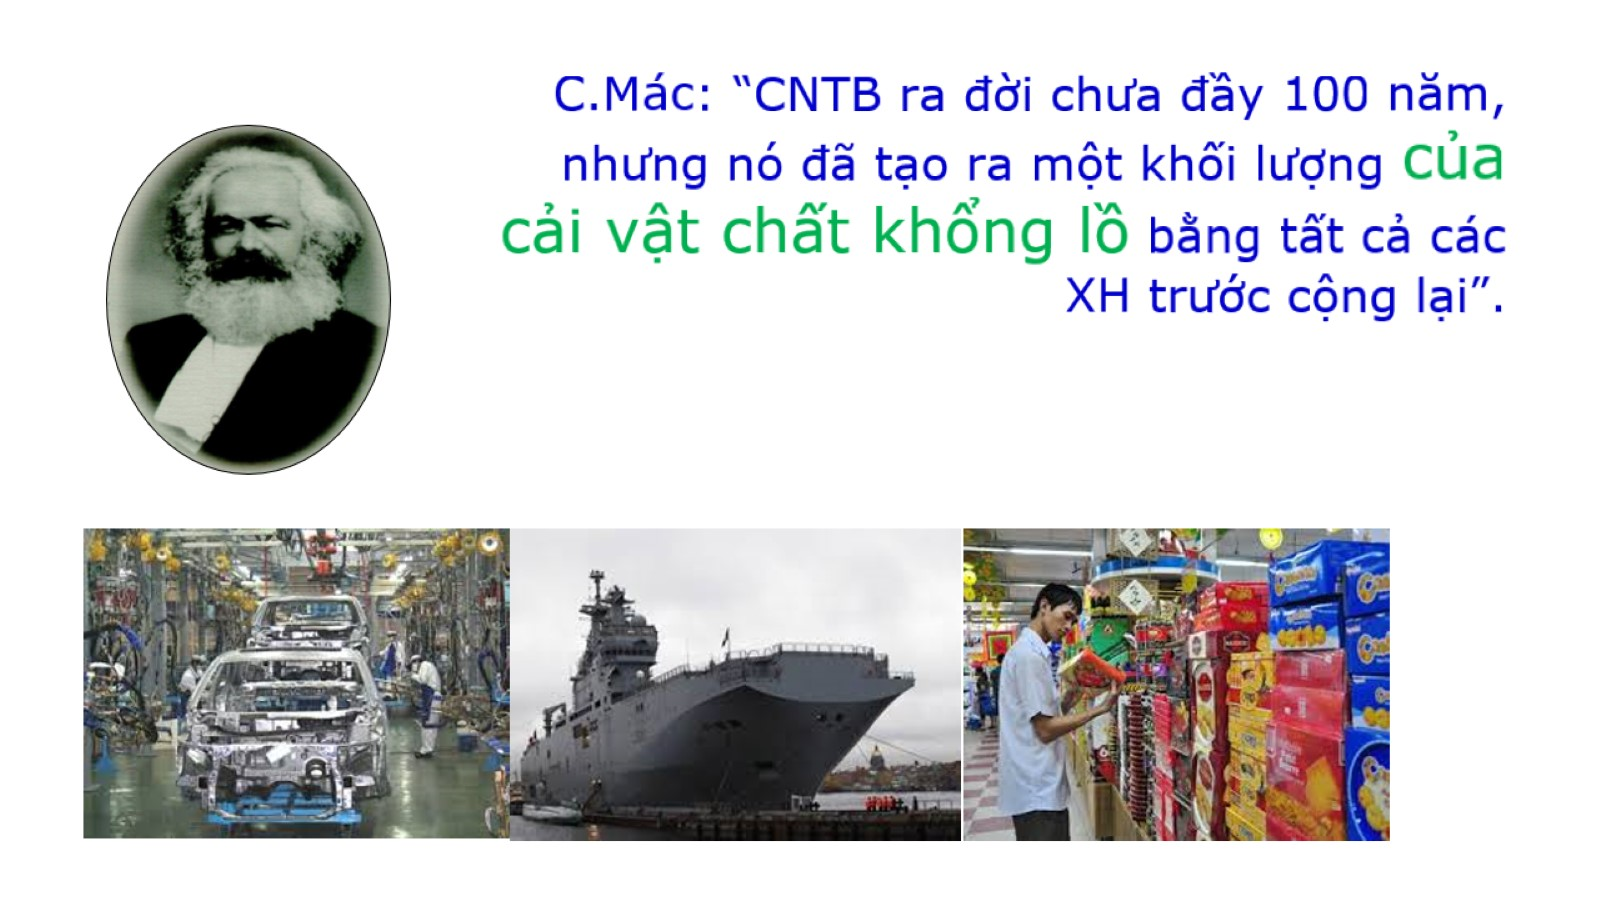 C.Mác: “CNTB ra đời chưa đầy 100 năm,
nhưng nó đã tạo ra một khối lượng của
cải vật chất khổng lồ bằng tất cả các
XH trước cộng lại”.